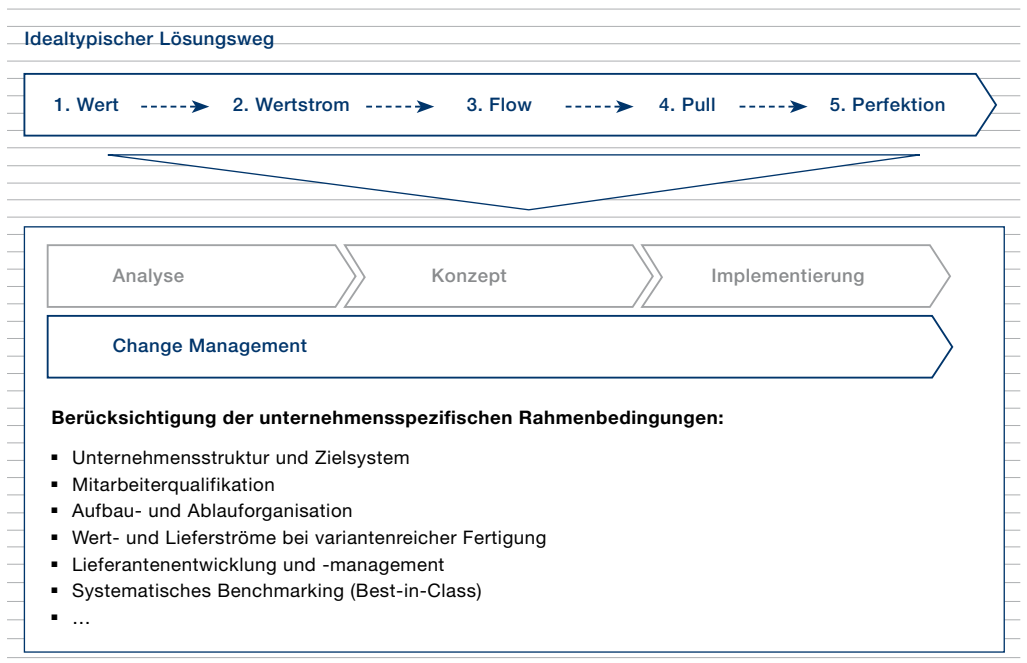 Idealtypischer Lösungsweg
1. Wert 2. Wertstrom 3. Flow 4. Pull 5. Perfektion
Analyse Konzept Implementierung
Change Management
Berücksichtigung der unternehmensspezifischen Rahmenbedingungen:
▪ Unternehmensstruktur und Zielsystem
▪ Mitarbeiterqualifikation
▪ Aufbau- und Ablauforganisation
▪ Wert- und Lieferströme bei variantenreicher Fertigung
▪ Lieferantenentwicklung und -management
▪ Systematisches Benchmarking (Best-in-Class)
▪ ...